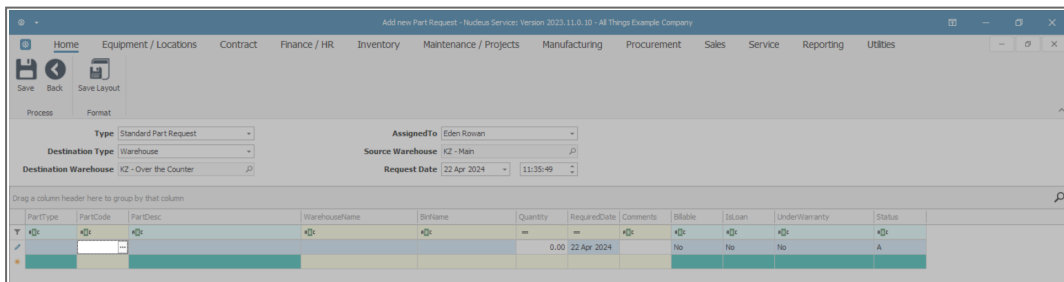 Add new Part Request - Nucleus Service: Version 2023.11.0.10 - All Things Example Company
Home Equipment / Locations Contract Finance / HR Inventory Maintenance / Projects Manufacturing Procurement Sales Service Reporting Utilities
Save Back Save Layout
Process Format
Type Standard Part Request AssignedTo Eden Rowan
Destination Type Warehouse Source Warehouse KZ - Main
Destination Warehouse KZ - Over the Counter Request Date 22 Apr 2024 11:35:49
Drag a column header here to group by that column
PartType PartCode PartDesc WarehouseName BinName Quantity RequiredDate Comments Billable IsLoan UnderWarranty Status
0.00 22 Apr 2024 No No No A